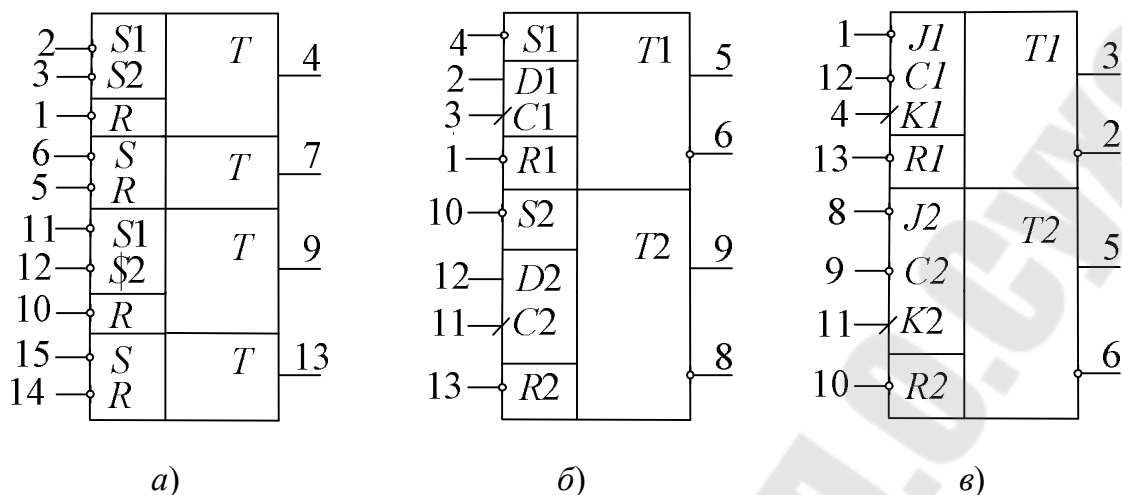 2 S1 T 4
3 S2
1 R
6 S T 7
5 R
11 S1 T 9
12 S2
10 R
15 S T 13
14 R
а)
4 S1 T1 5
2 D1
3 C1
1 R1 6
10 S2 T2
12 D2 9
11 C2
13 R2 8
б)
1 J1 T1 3
12 C1
4 K1 2
13 R1
8 J2 T2
9 C2 5
11 K2
10 R2 6
в)